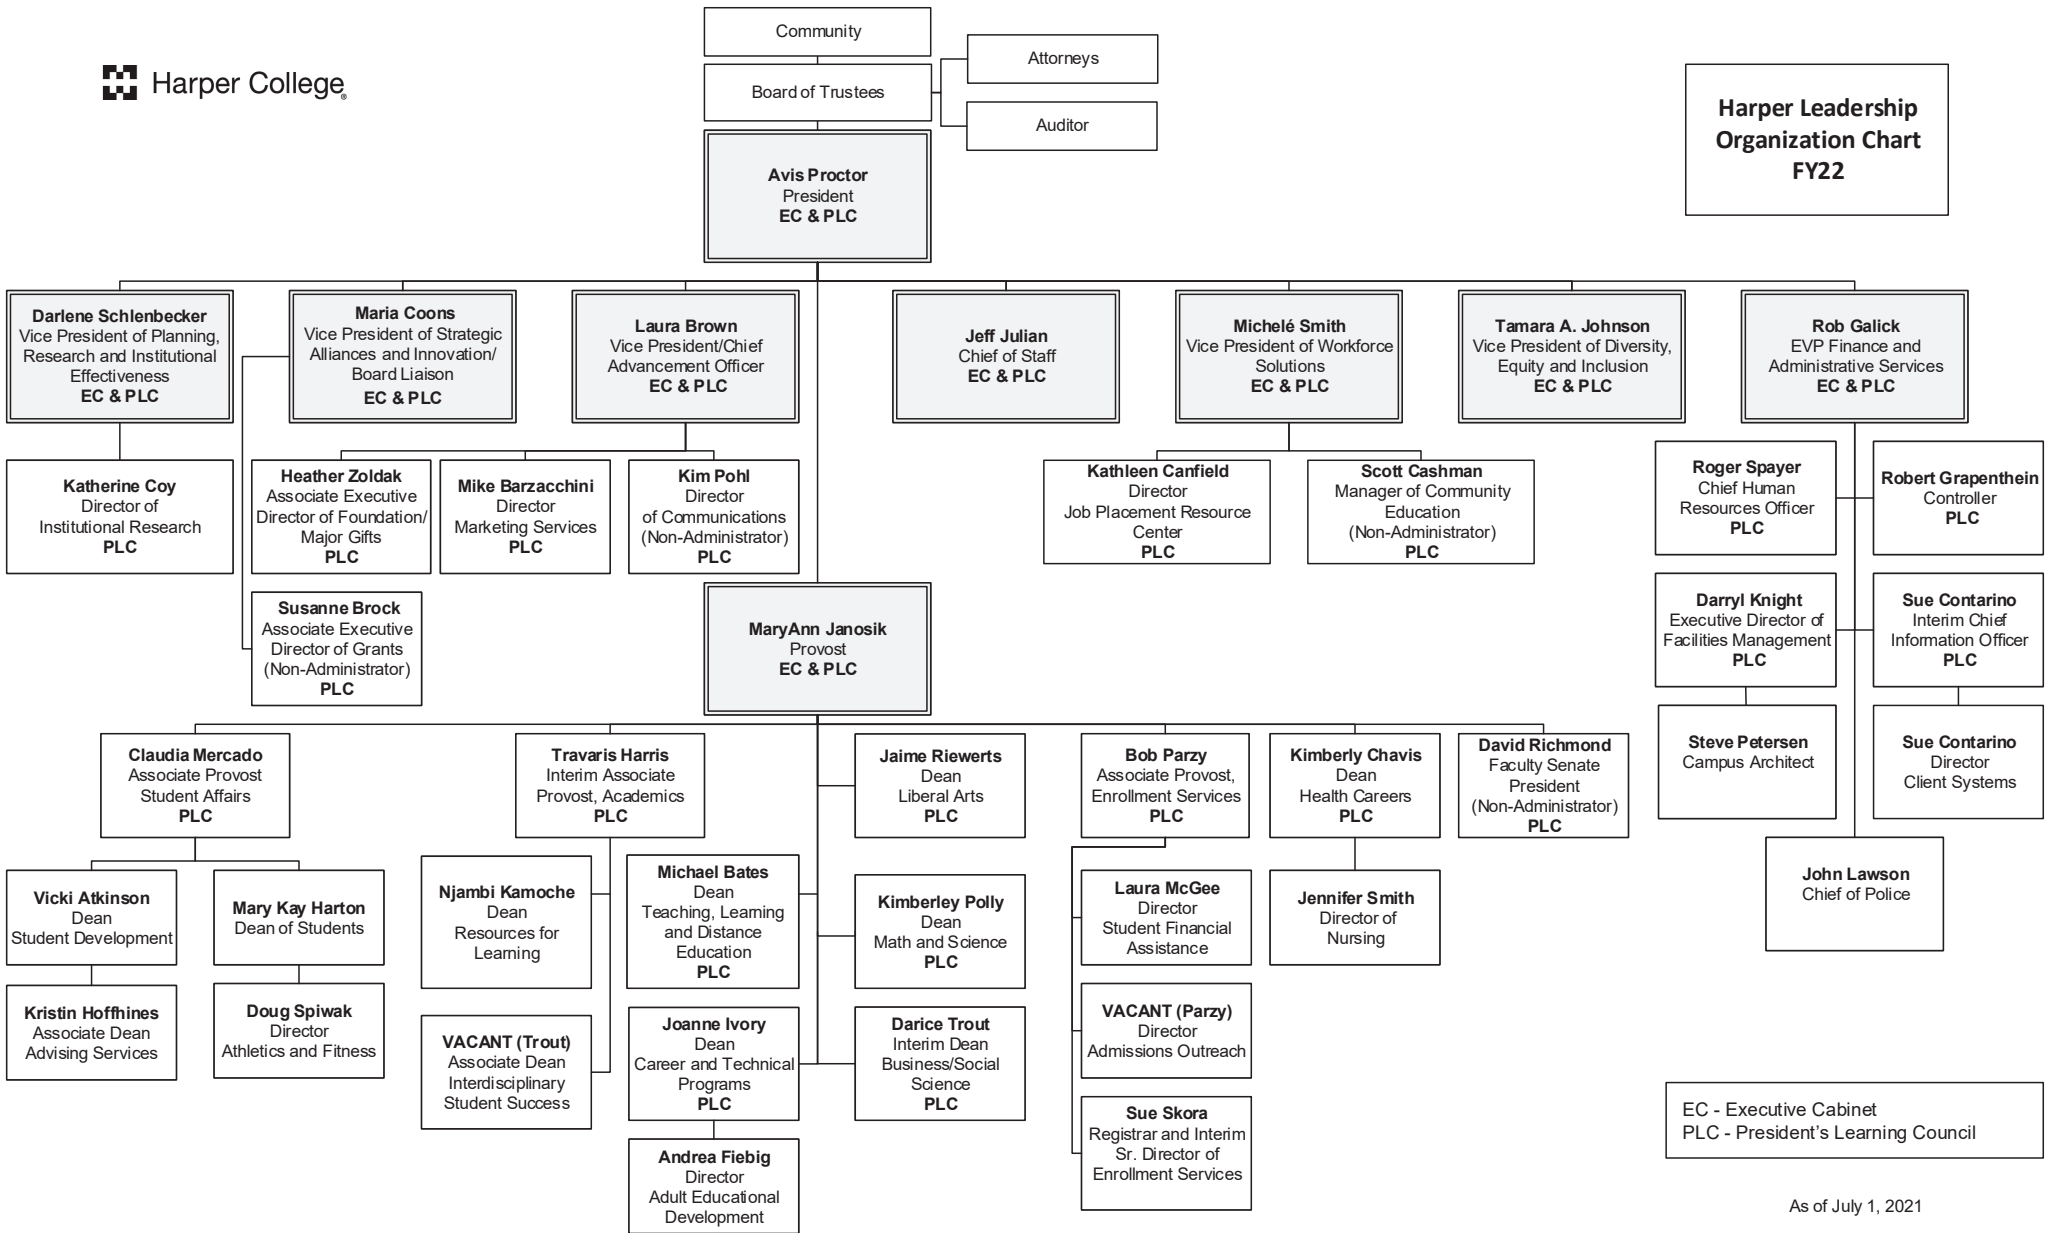 Harper College®
Community
Board of Trustees
Attorneys
Auditor
Harper Leadership
Organization Chart
FY22
Avis Proctor
President
EC & PLC
Darlene Schlenbecker
Vice President of Planning,
Research and Institutional
Effectiveness
EC & PLC
Maria Coons
Vice President of Strategic
Alliances and Innovation/
Board Liaison
EC & PLC
Laura Brown
Vice President/Chief
Advancement Officer
EC & PLC
Jeff Julian
Chief of Staff
EC & PLC
Michelé Smith
Vice President of Workforce
Solutions
EC & PLC
Tamara A. Johnson
Vice President of Diversity,
Equity and Inclusion
EC & PLC
Rob Galick
EVP Finance and
Administrative Services
EC & PLC
Katherine Coy
Director of
Institutional Research
PLC
Heather Zoldak
Associate Executive
Director of Foundation/
Major Gifts
PLC
Mike Barzacchini
Director
Marketing Services
PLC
Kim Pohl
Director
of Communications
(Non-Administrator)
PLC
Kathleen Canfield
Director
Job Placement Resource
Center
PLC
Scott Cashman
Manager of Community
Education
(Non-Administrator)
PLC
Roger Spayer
Chief Human
Resources Officer
PLC
Robert Grapenthein
Controller
PLC
Susanne Brock
Associate Executive
Director of Grants
(Non-Administrator)
PLC
MaryAnn Janosik
Provost
EC & PLC
Darryl Knight
Executive Director of
Facilities Management
PLC
Sue Contarino
Interim Chief
Information Officer
PLC
Steve Petersen
Campus Architect
Sue Contarino
Director
Client Systems
John Lawson
Chief of Police
Claudia Mercado
Associate Provost
Student Affairs
PLC
Travaris Harris
Interim Associate
Provost, Academics
PLC
Jaime Riewerts
Dean
Liberal Arts
PLC
Bob Parzy
Associate Provost,
Enrollment Services
PLC
Kimberly Chavis
Dean
Health Careers
PLC
David Richmond
Faculty Senate
President
(Non-Administrator)
PLC
Vicki Atkinson
Dean
Student Development
Mary Kay Harton
Dean of Students
Njambi Kamoche
Dean
Resources for
Learning
Michael Bates
Dean
Teaching, Learning
and Distance
Education
PLC
Kimberley Polly
Dean
Math and Science
PLC
Laura McGee
Director
Student Financial
Assistance
Jennifer Smith
Director of
Nursing
Kristin Hoffhines
Associate Dean
Advising Services
Doug Spiwak
Director
Athletics and Fitness
VACANT (Trout)
Associate Dean
Interdisciplinary
Student Success
Joanne Ivory
Dean
Career and Technical
Programs
PLC
Darice Trout
Interim Dean
Business/Social
Science
PLC
VACANT (Parzy)
Director
Admissions Outreach
Andrea Fiebig
Director
Adult Educational
Development
Sue Skora
Registrar and Interim
Sr. Director of
Enrollment Services
EC - Executive Cabinet
PLC - President’s Learning Council
As of July 1, 2021